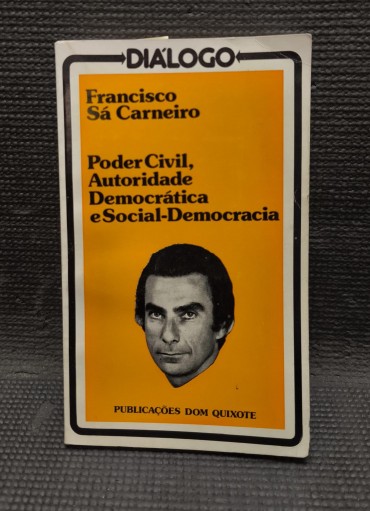 DIÁLOGO
Francisco
Sá Carneiro
Poder Civil,
Autoridade
Democrática
e Social-Democracia
PUBLICAÇÕES DOM QUIXOTE